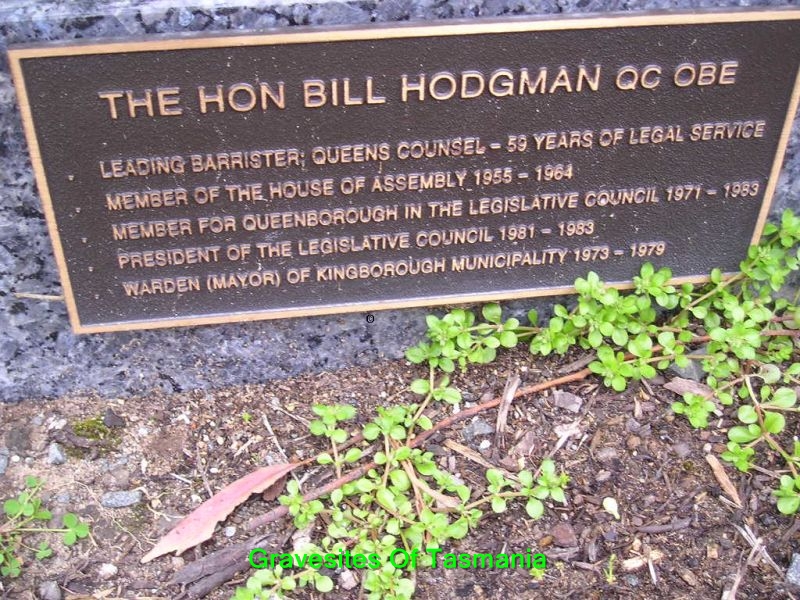 THE HON BILL HODGMAN QC OBE
LEADING BARRISTER; QUEENS COUNSEL - 59 YEARS OF LEGAL SERVICE
MEMBER OF THE HOUSE OF ASSEMBLY 1955 - 1964
MEMBER FOR QUEENBOROUGH IN THE LEGISLATIVE COUNCIL 1971 - 1983
PRESIDENT OF THE LEGISLATIVE COUNCIL 1981 - 1983
WARDEN (MAYOR) OF KINGBOROUGH MUNICIPALITY 1973 - 1979
©
Gravesites Of Tasmania